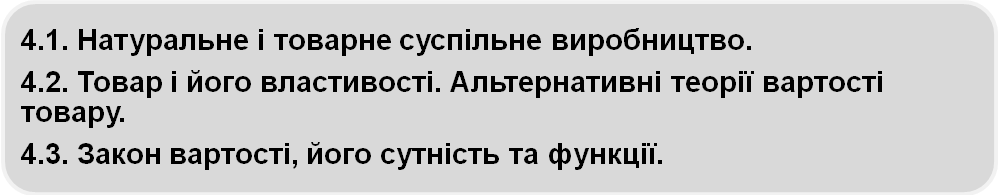 4.1. Натуральне і товарне суспільне виробництво.
4.2. Товар і його властивості. Альтернативні теорії вартості
товару.
4.3. Закон вартості, його сутність та функції.